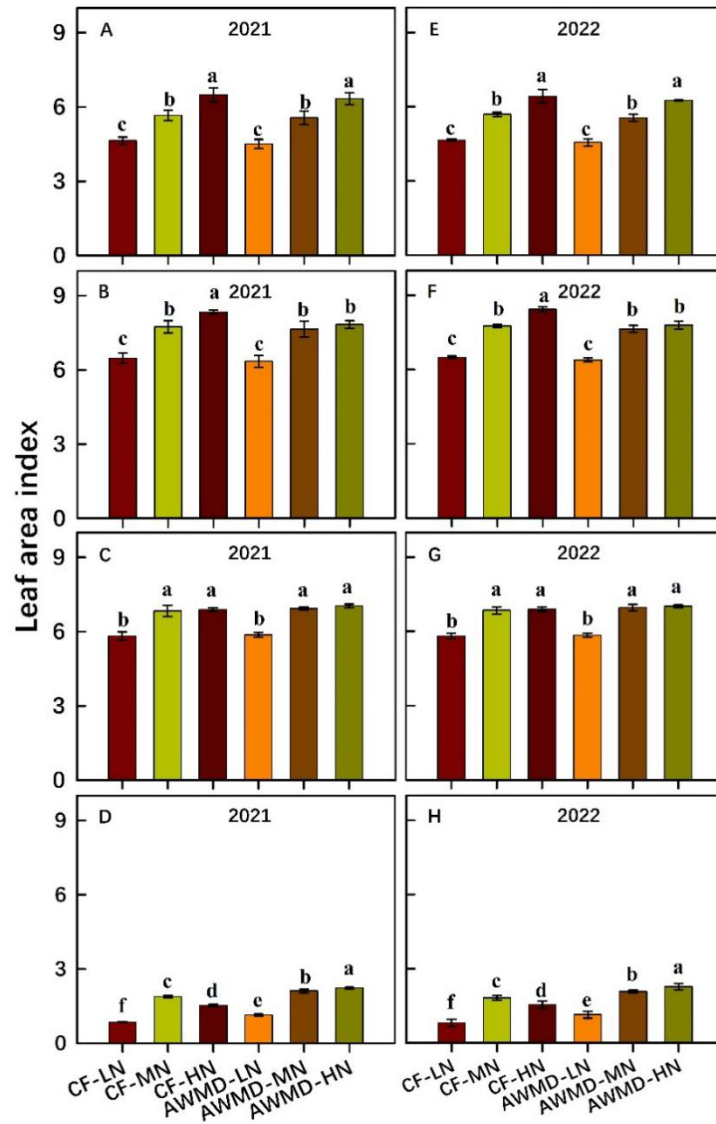 Leaf area index
A 2021
9
6
3
0
c b a c b a
E 2022
c b a c b a
B 2021
9
6
3
0
c b a c b b
F 2022
c b a c b b
C 2021
9
6
3
0
b a a b a a
G 2022
b a a b a a
D 2021
9
6
3
0
f c d e b a
H 2022
f c d e b a
CF-LN
CF-MN
CF-HN
AWMD-LN
AWMD-MN
AWMD-HN
CF-LN
CF-MN
CF-HN
AWMD-LN
AWMD-MN
AWMD-HN